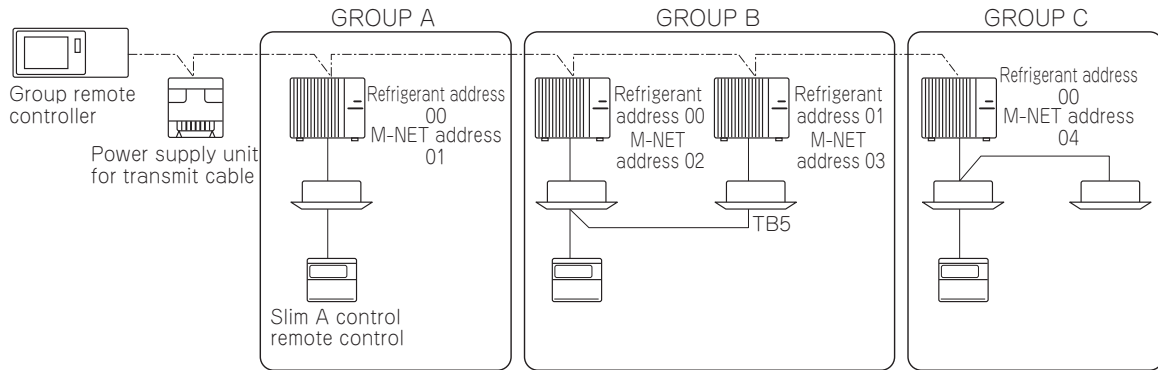 GROUP A
GROUP B
GROUP C
Group remote
controller
Power supply unit
for transmit cable
Refrigerant address
00
M-NET address
01
Slim A control
remote control
Refrigerant
address 00
M-NET
address 02
Refrigerant
address 01
M-NET
address 03
TB5
Refrigerant address
00
M-NET address
04